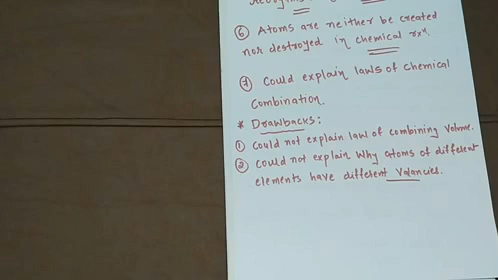 ⑥ Atoms are neither be created
nor destroyed in chemical rxⁿ.
⑦ Could explain laws of chemical
Combination.
* Drawbacks:
① Could not explain law of combining Volume.
② Could not explain Why atoms of different
elements have different Valancies.